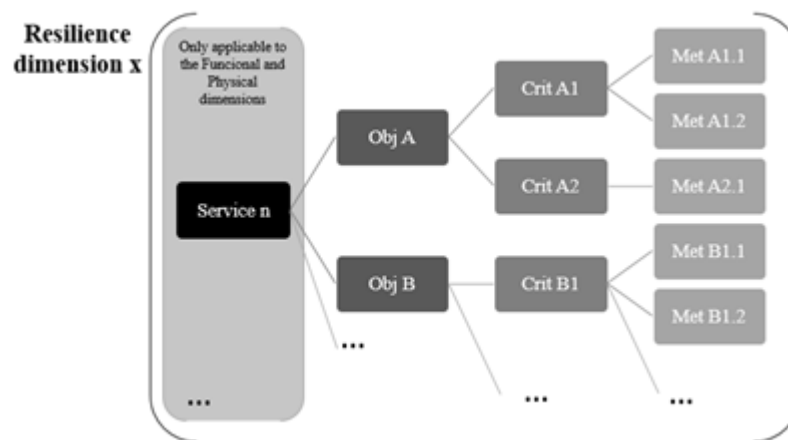 Resilience
dimension x
Only applicable to
the Funcional and
Physical
dimensions
Service n
...
Obj A
Obj B
...
Crit A1
Crit A2
Crit B1
...
Met A1.1
Met A1.2
Met A2.1
Met B1.1
Met B1.2
...